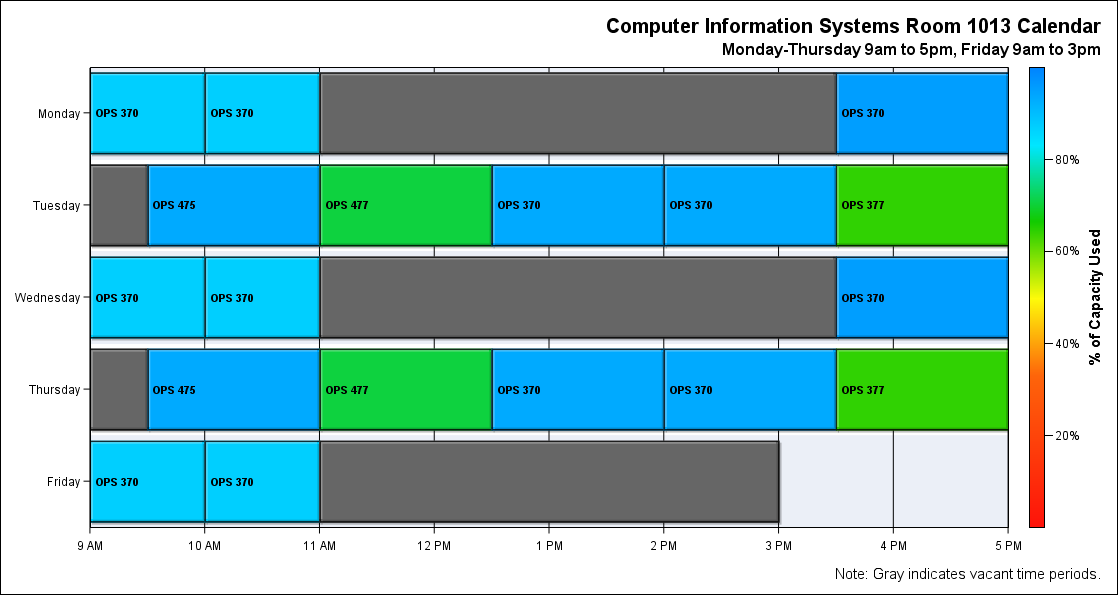 Computer Information Systems Room 1013 Calendar
Monday-Thursday 9am to 5pm, Friday 9am to 3pm
Monday
OPS 370
OPS 370
OPS 370
80%
Tuesday
OPS 475
OPS 477
OPS 370
OPS 370
OPS 377
60%
% of Capacity Used
Wednesday
OPS 370
OPS 370
OPS 370
40%
Thursday
OPS 475
OPS 477
OPS 370
OPS 370
OPS 377
20%
Friday
OPS 370
OPS 370
9 AM
10 AM
11 AM
12 PM
1 PM
2 PM
3 PM
4 PM
5 PM
Note: Gray indicates vacant time periods.